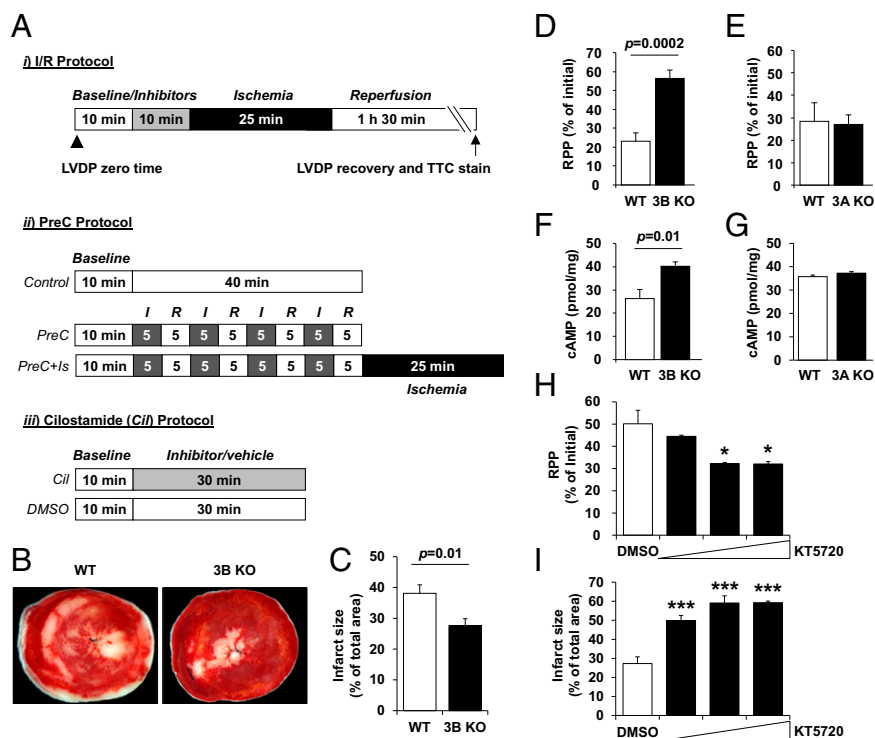 A
i) I/R Protocol
Baseline/Inhibitors Ischemia Reperfusion
10 min 10 min 25 min 1 h 30 min
LVDP zero time LVDP recovery and TTC stain
ii) PreC Protocol
Baseline
Control 10 min 40 min
I R I R I R I R
PreC 10 min 5 5 5 5 5 5 5 5
PreC+Is 10 min 5 5 5 5 5 5 5 5 25 min
Ischemia
iii) Cilostamide (Cil) Protocol
Baseline Inhibitor/vehicle
Cil 10 min 30 min
DMSO 10 min 30 min
B
WT 3B KO
C
p=0.01
Infarct size
(% of total area)
40
30
20
10
0
WT 3B KO
D
p=0.0002
RPP (% of initial)
70
60
50
40
30
20
10
0
WT 3B KO
E
RPP (% of initial)
70
60
50
40
30
20
10
0
WT 3A KO
F
p=0.01
cAMP (pmol/mg)
50
40
30
20
10
0
WT 3B KO
G
cAMP (pmol/mg)
50
40
30
20
10
0
WT 3A KO
H
RPP
(% of Initial)
60
50
40
30
20
10
0
* *
DMSO KT5720
I
Infarct size
(% of total area)
70
60
50
40
30
20
10
0
*** *** ***
DMSO KT5720